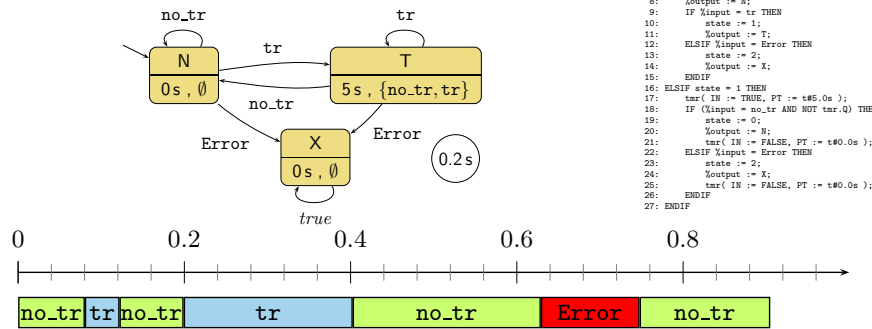 no_tr
tr
N
0s , ∅
tr
no_tr
T
5s , {no_tr, tr}
Error
Error
X
0s , ∅
true
0.2s
8: %output := N;
9: IF %input = tr THEN
10: state := 1;
11: %output := T;
12: ELSIF %input = Error THEN
13: state := 2;
14: %output := X;
15: ENDIF
16: ELSIF state = 1 THEN
17: tmr( IN := TRUE, PT := t#5.0s );
18: IF (%input = no_tr AND NOT tmr.Q) THE
19: state := 0;
20: %output := N;
21: tmr( IN := FALSE, PT := t#0.0s );
22: ELSIF %input = Error THEN
23: state := 2;
24: %output := X;
25: tmr( IN := FALSE, PT := t#0.0s );
26: ENDIF
27: ENDIF
0 0.2 0.4 0.6 0.8
no_tr tr no_tr tr no_tr Error no_tr